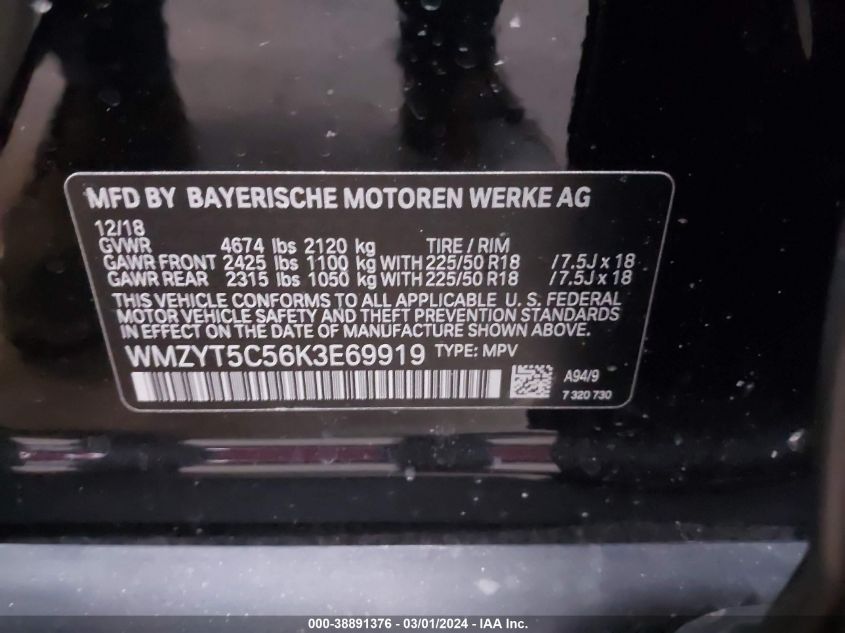 MFD BY BAYERISCHE MOTOREN WERKE AG
12/18
GVWR 4674 lbs 2120 kg TIRE / RIM
GAWR FRONT 2425 lbs 1100 kg WITH 225/50 R18 / 7.5J x 18
GAWR REAR 2315 lbs 1050 kg WITH 225/50 R18 / 7.5J x 18
THIS VEHICLE CONFORMS TO ALL APPLICABLE U. S. FEDERAL
MOTOR VEHICLE SAFETY AND THEFT PREVENTION STANDARDS
IN EFFECT ON THE DATE OF MANUFACTURE SHOWN ABOVE.
WMZYT5C56K3E69919 TYPE: MPV
A94/9
7 320 730
000-38891376 / 03/01/2024 - IAA Inc.